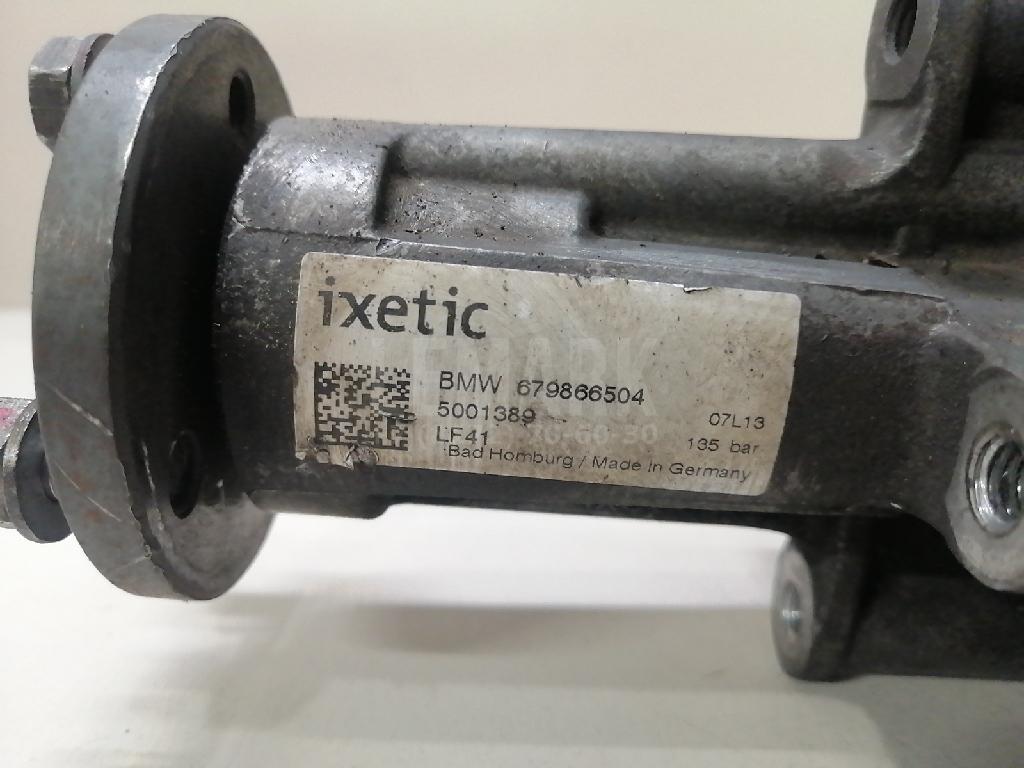 ixetic
BMW 679866504
5001389
07L13
LF41
135 bar
Bad Homburg / Made in Germany